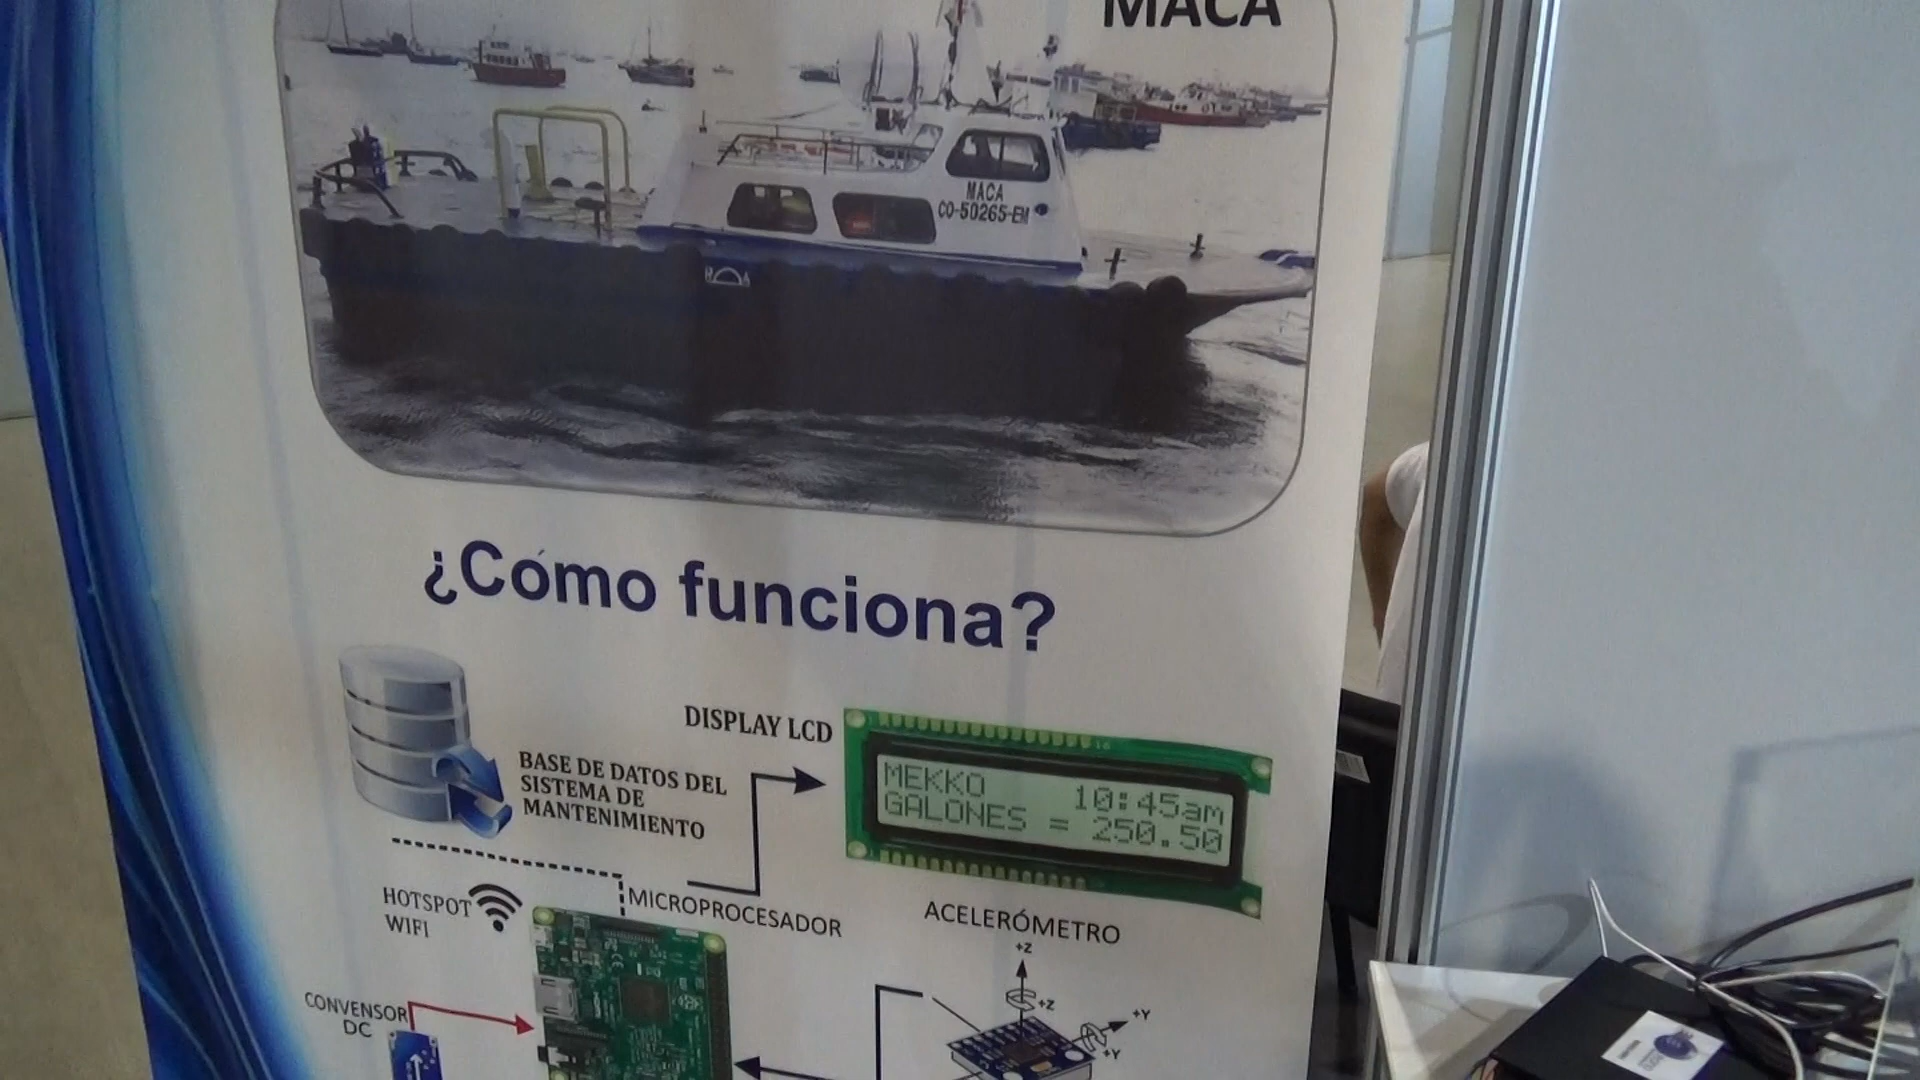 MACA
MACA
CO-50265-EM
R A
¿Cómo funciona?
DISPLAY LCD
BASE DE DATOS DEL
SISTEMA DE
MANTENIMIENTO
MEKKO 10:45am
GALONES = 250.50
HOTSPOT
WIFI
MICROPROCESADOR
ACELERÓMETRO
+Z
+Z
+Y
+Y
CONVENSOR
DC